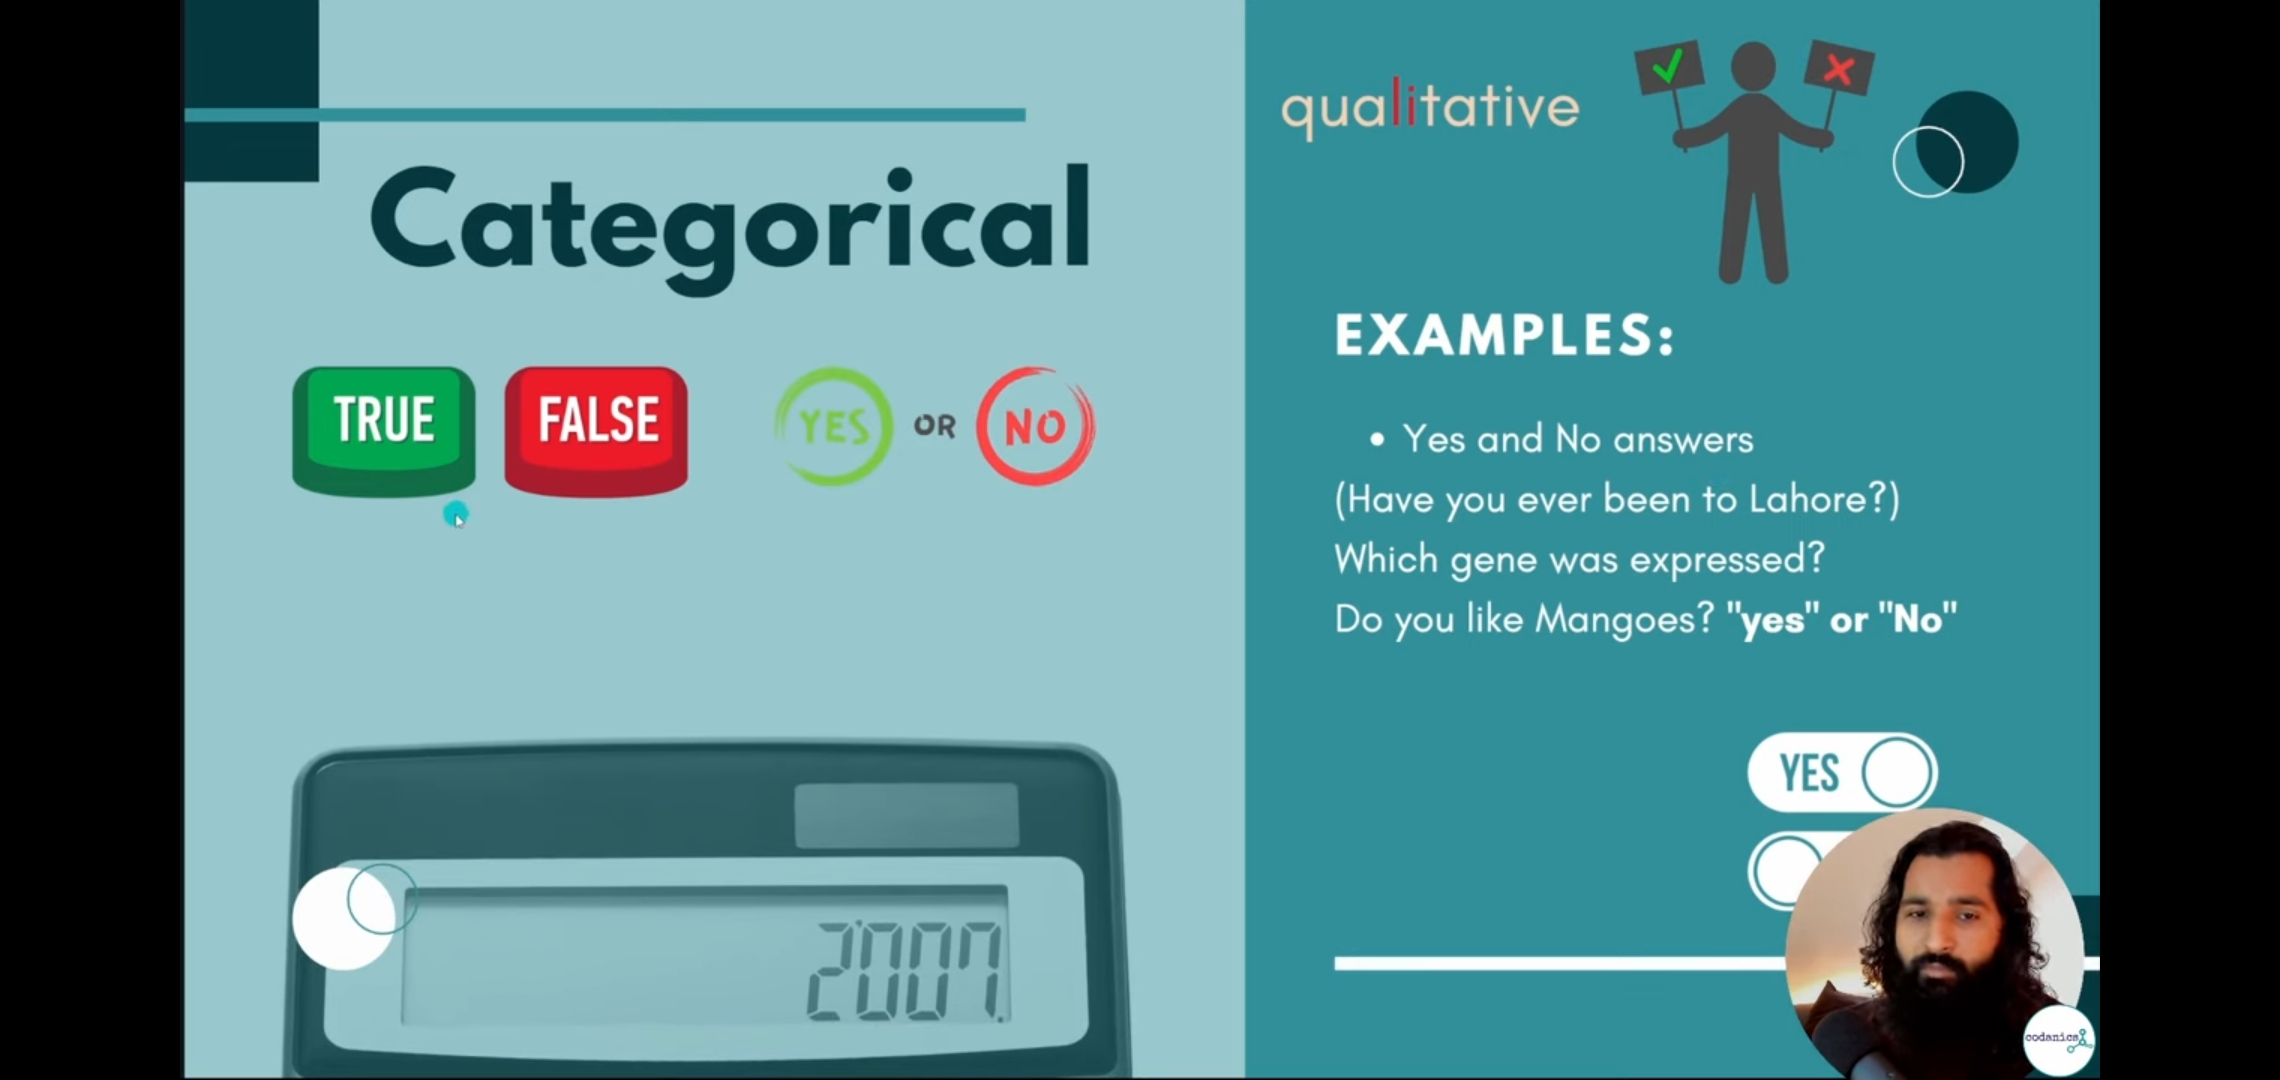 Categorical
TRUE
FALSE
YES
OR
NO
2007.
qualitative
EXAMPLES:
• Yes and No answers
(Have you ever been to Lahore?)
Which gene was expressed?
Do you like Mangoes? "yes" or "No"
YES
codanics